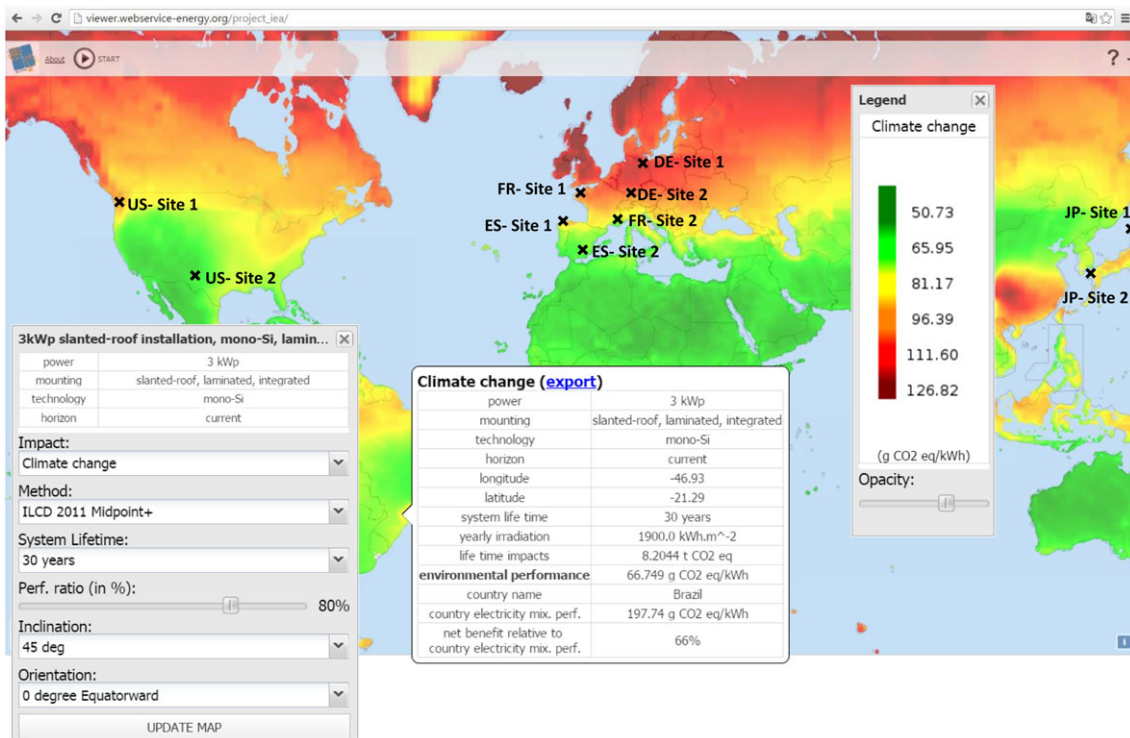 viewer.webservice-energy.org/project_iea/
About
START
?
DE- Site 1
FR- Site 1
DE- Site 2
US- Site 1
ES- Site 1
FR- Site 2
ES- Site 2
US- Site 2
JP- Site 1
JP- Site 2
Legend
Climate change
50.73
65.95
81.17
96.39
111.60
126.82
(g CO2 eq/kWh)
Opacity:
3kWp slanted-roof installation, mono-Si, lamin...
power 3 kWp
mounting slanted-roof, laminated, integrated
technology mono-Si
horizon current
Impact:
Climate change
Method:
ILCD 2011 Midpoint+
System Lifetime:
30 years
Perf. ratio (in %):
80%
Inclination:
45 deg
Orientation:
0 degree Equatorward
UPDATE MAP
Climate change (export)
power 3 kWp
mounting slanted-roof, laminated, integrated
technology mono-Si
horizon current
longitude -46.93
latitude -21.29
system life time 30 years
yearly irradiation 1900.0 kWh.m^-2
life time impacts 8.2044 t CO2 eq
environmental performance 66.749 g CO2 eq/kWh
country name Brazil
country electricity mix. perf. 197.74 g CO2 eq/kWh
net benefit relative to
country electricity mix. perf. 66%
i